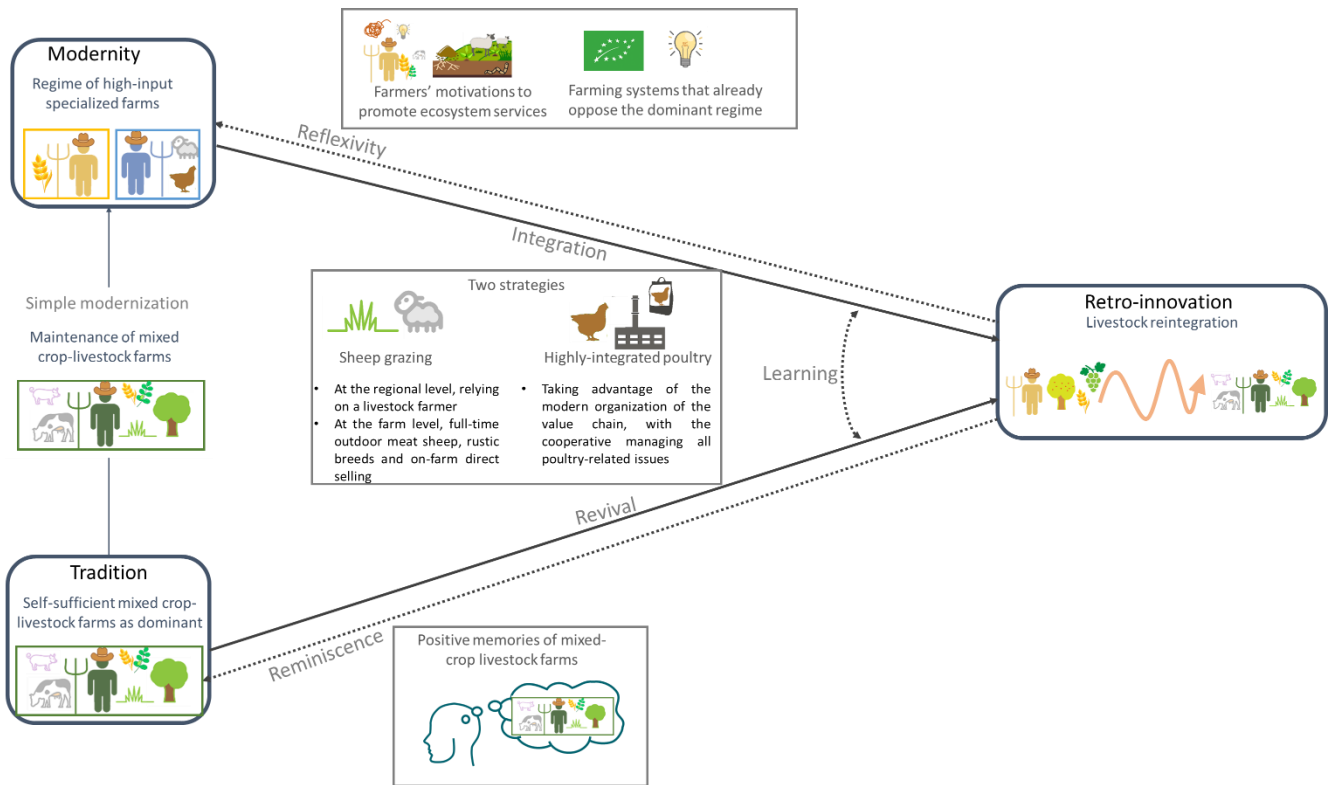 Modernity
Regime of high-input
specialized farms
Farmers' motivations to
promote ecosystem services
Farming systems that already
oppose the dominant regime
Reflexivity
Integration
Simple modernization
Maintenance of mixed
crop-livestock farms
Two strategies
Sheep grazing
• At the regional level, relying
on a livestock farmer
• At the farm level, full-time
outdoor meat sheep, rustic
breeds and on-farm direct
selling
Highly-integrated poultry
• Taking advantage of the
modern organization of the
value chain, with the
cooperative managing all
poultry-related issues
Learning
Retro-innovation
Livestock reintegration
Revival
Reminiscence
Tradition
Self-sufficient mixed crop-
livestock farms as dominant
Positive memories of mixed-
crop livestock farms